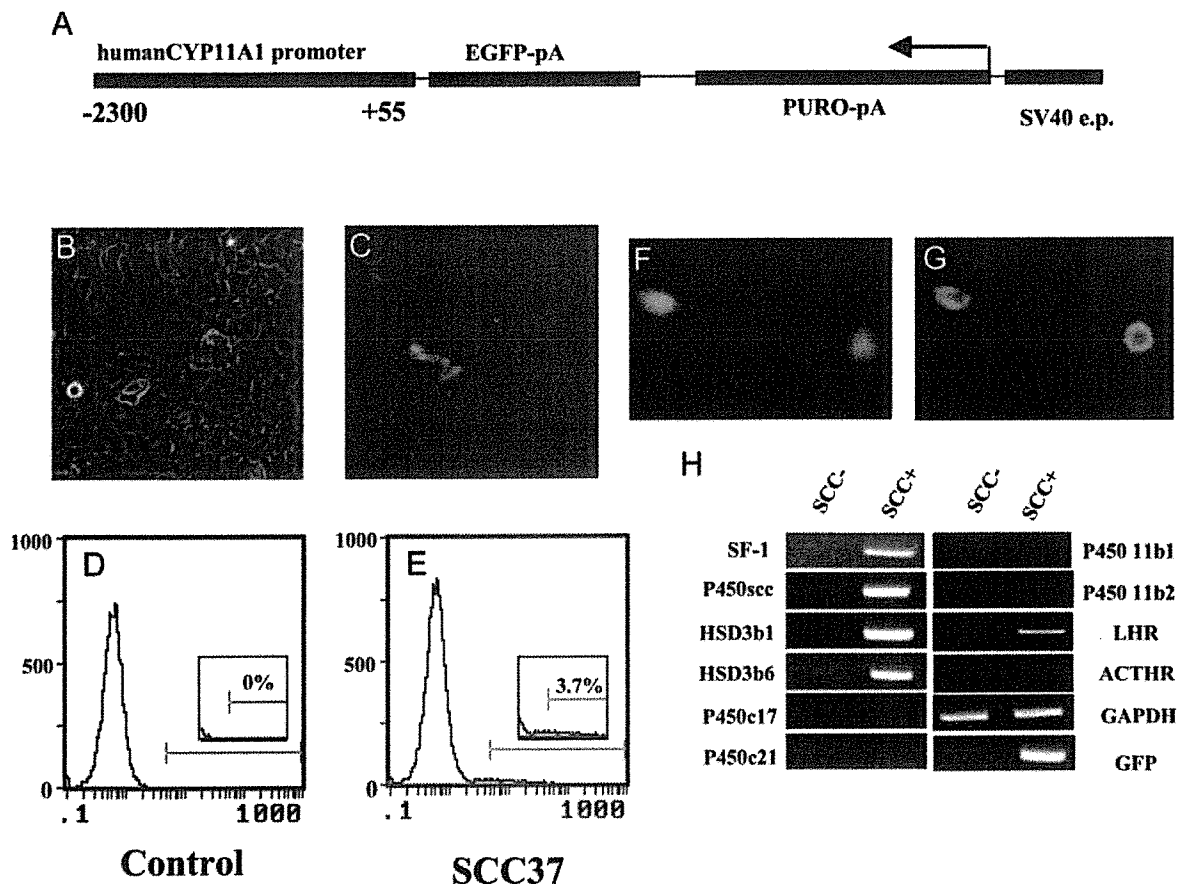 A
humanCYP11A1 promoter EGFP-pA
-2300 +55 PURO-pA SV40 e.p.
B C F G
H
SCC- SCC+ SCC- SCC+
SF-1 P450 11b1
P450scc P450 11b2
HSD3b1 LHR
HSD3b6 ACTHR
P450c17 GAPDH
P450c21 GFP
1000 D 1000 E
500 0% 500 3.7%
0 0
.1 1000 .1 1000
Control SCC37